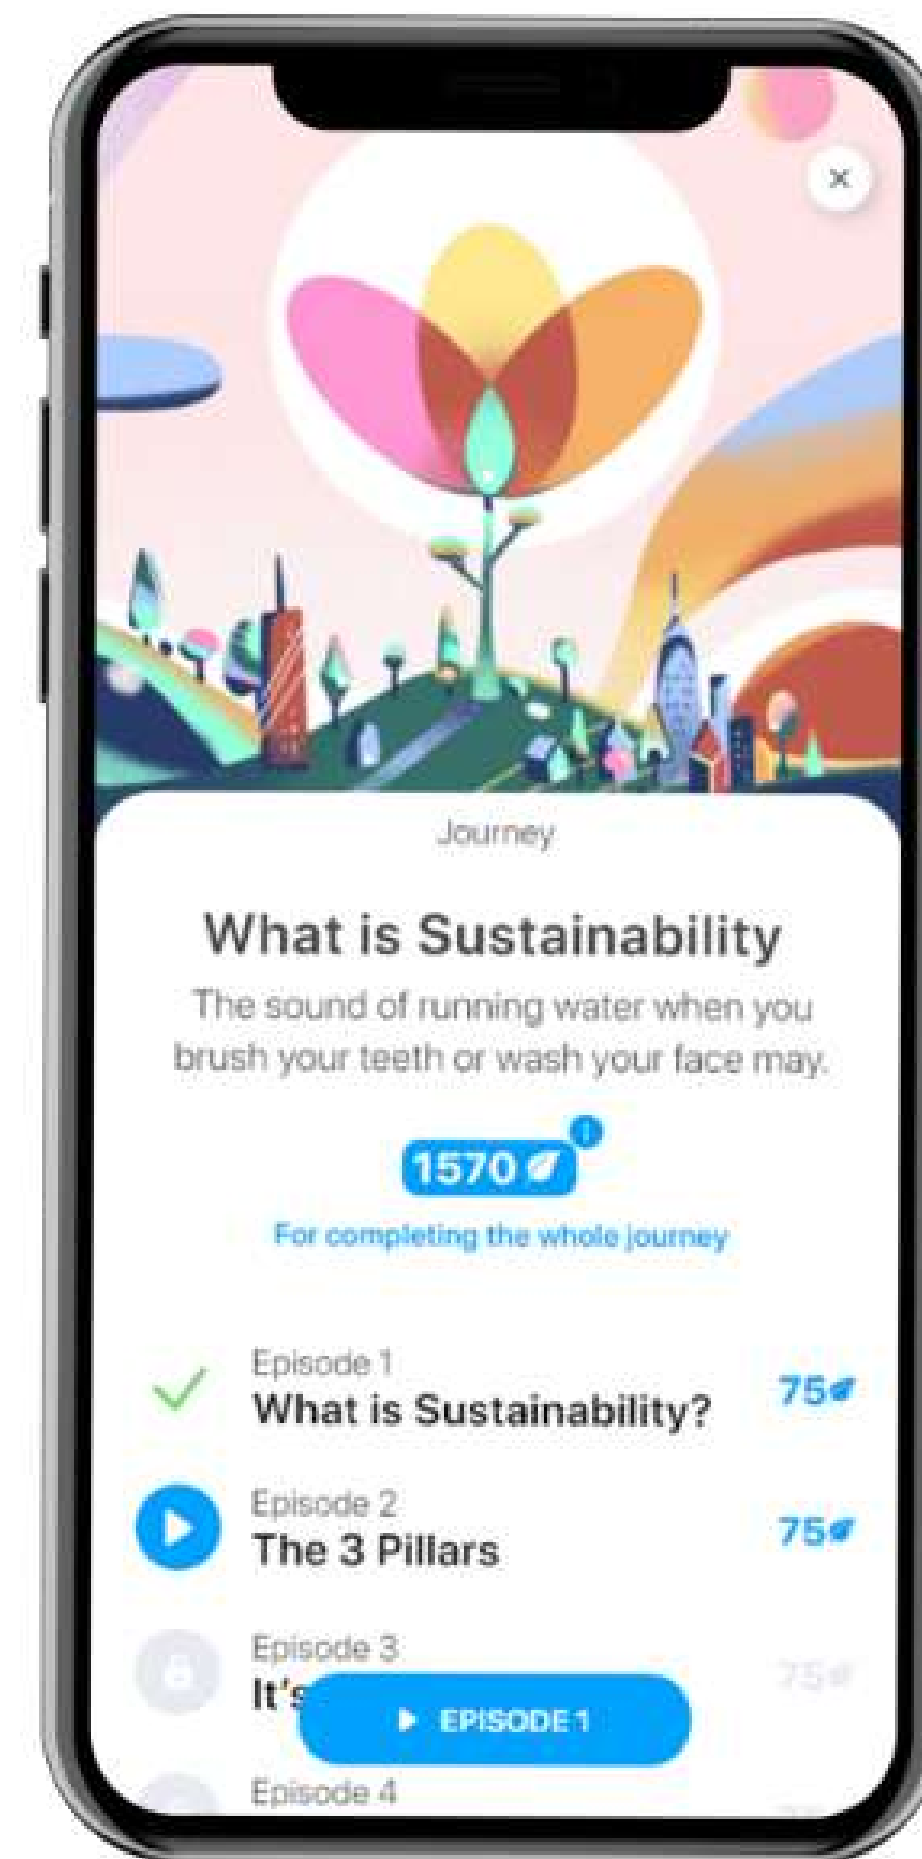 Journey
What is Sustainability
The sound of running water when you
brush your teeth or wash your face may.
1570
For completing the whole journey
Episode 1
What is Sustainability?
75
Episode 2
The 3 Pillars
75
Episode 3
It's
75
EPISODE 1
Episode 4